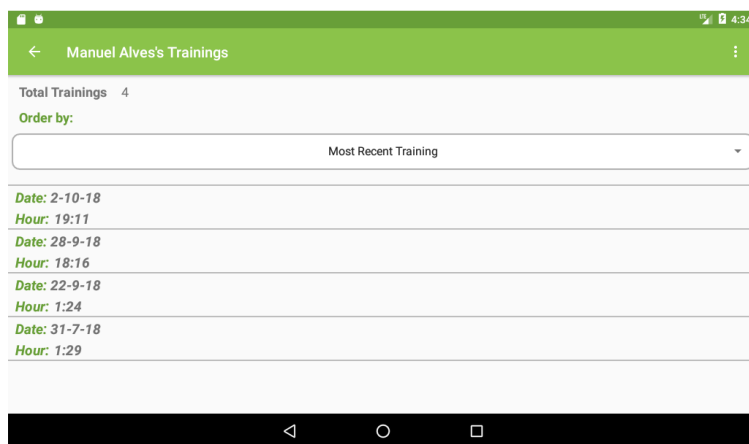 4:34
Manuel Alves's Trainings
Total Trainings 4
Order by:
Most Recent Training
Date: 2-10-18
Hour: 19:11
Date: 28-9-18
Hour: 18:16
Date: 22-9-18
Hour: 1:24
Date: 31-7-18
Hour: 1:29